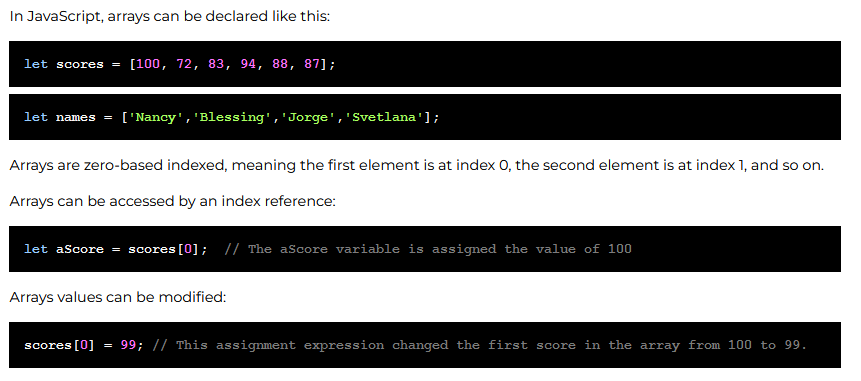 In JavaScript, arrays can be declared like this:
let scores = [100, 72, 83, 94, 88, 87];
let names = ['Nancy','Blessing','Jorge','Svetlana'];
Arrays are zero-based indexed, meaning the first element is at index 0, the second element is at index 1, and so on.
Arrays can be accessed by an index reference:
let aScore = scores[0];  // The aScore variable is assigned the value of 100
Arrays values can be modified:
scores[0] = 99; // This assignment expression changed the first score in the array from 100 to 99.